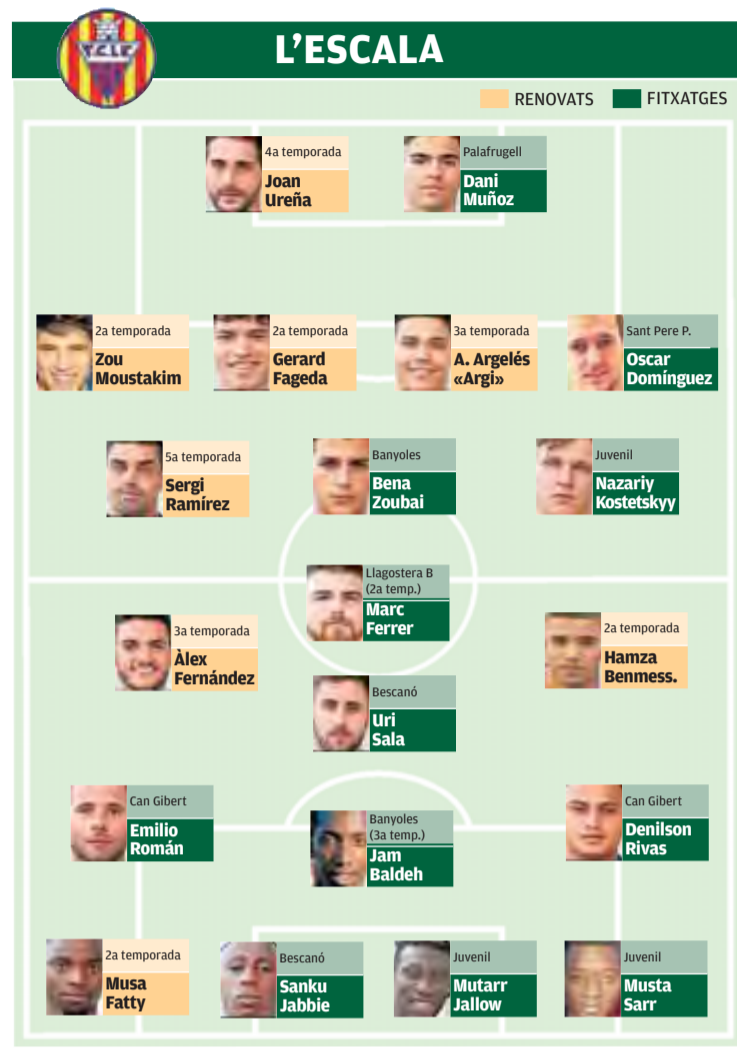 F.C.L'E.
L'ESCALA
RENOVATS
FITXATGES
4a temporada
Joan
Ureña
Palafrugell
Dani
Muñoz
2a temporada
Zou
Moustakim
2a temporada
Gerard
Fageda
3a temporada
A. Argelés
«Argi»
Sant Pere P.
Oscar
Domínguez
5a temporada
Sergi
Ramírez
Banyoles
Bena
Zoubai
Juvenil
Nazariy
Kostetskyy
Llagostera B
(2a temp.)
Marc
Ferrer
3a temporada
Àlex
Fernández
2a temporada
Hamza
Benmess.
Bescanó
Uri
Sala
Can Gibert
Emilio
Román
Banyoles
(3a temp.)
Jam
Baldeh
Can Gibert
Denilson
Rivas
2a temporada
Musa
Fatty
Bescanó
Sanku
Jabbie
Juvenil
Mutarr
Jallow
Juvenil
Musta
Sarr